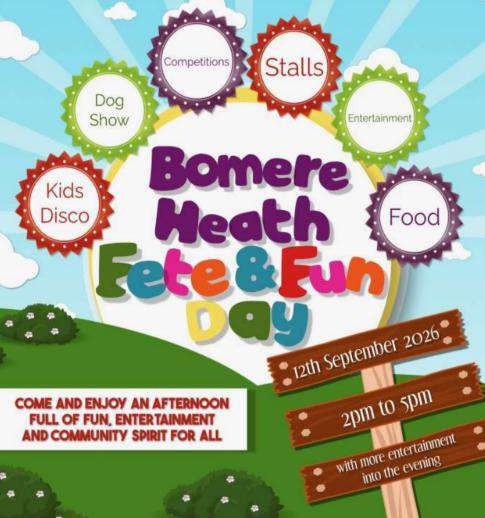 Competitions
Stalls
Dog
Show
Entertainment
Kids
Disco
Food
Bomere
Heath
Fete & Fun
Day
12th September 2026
2pm to 5pm
with more entertainment
into the evening
COME AND ENJOY AN AFTERNOON
FULL OF FUN, ENTERTAINMENT
AND COMMUNITY SPIRIT FOR ALL